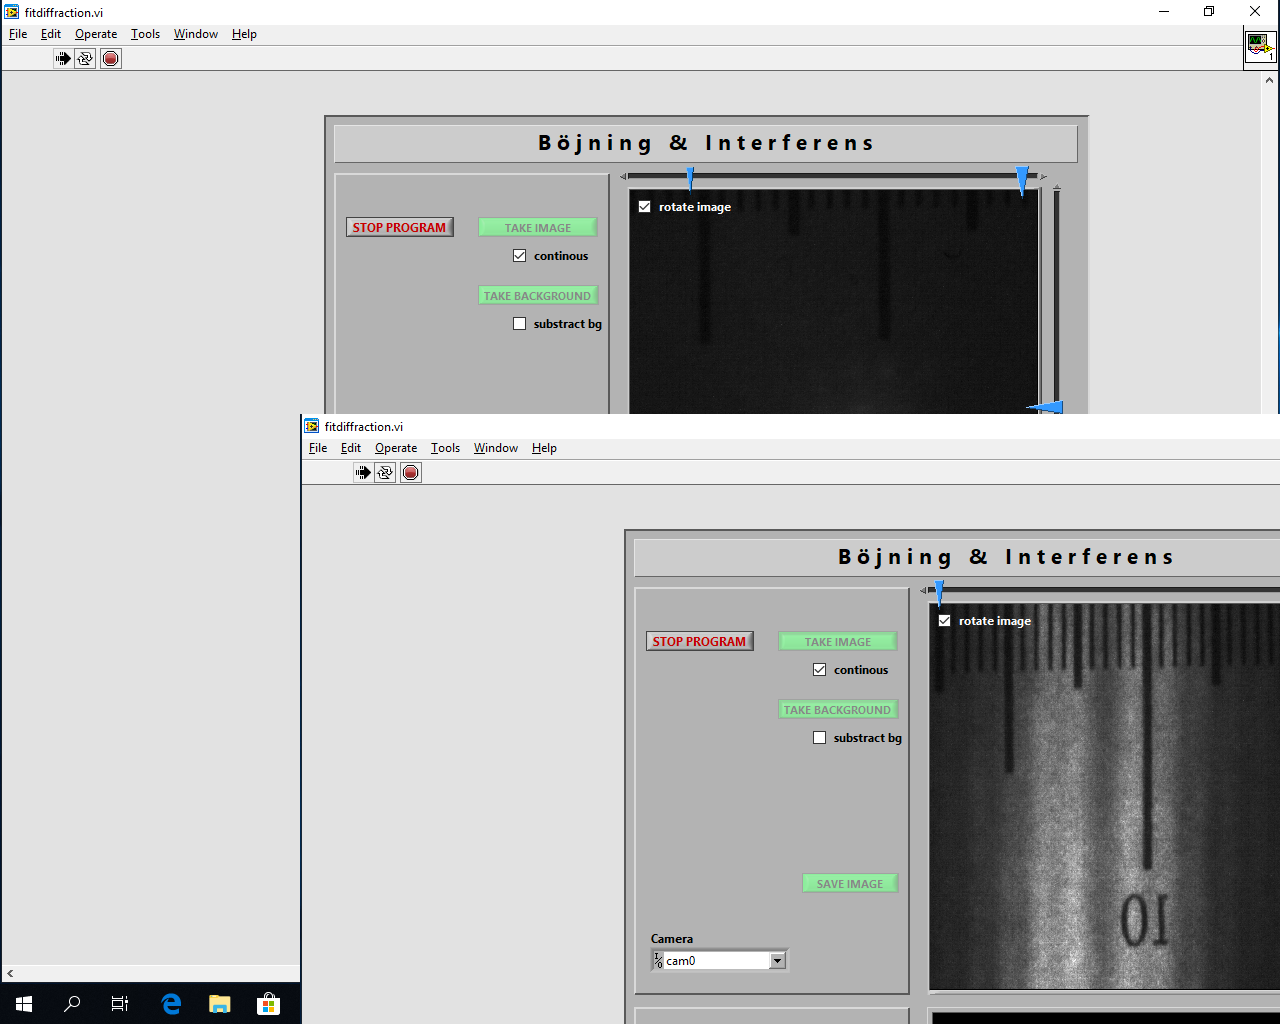 fitdiffraction.vi
File Edit Operate Tools Window Help
1
Böjning & Interferens
rotate image
STOP PROGRAM TAKE IMAGE
continous
TAKE BACKGROUND
substract bg
fitdiffraction.vi
File Edit Operate Tools Window Help
Böjning & Interferens
rotate image
STOP PROGRAM TAKE IMAGE
continous
TAKE BACKGROUND
substract bg
SAVE IMAGE
10
Camera
I/O cam0